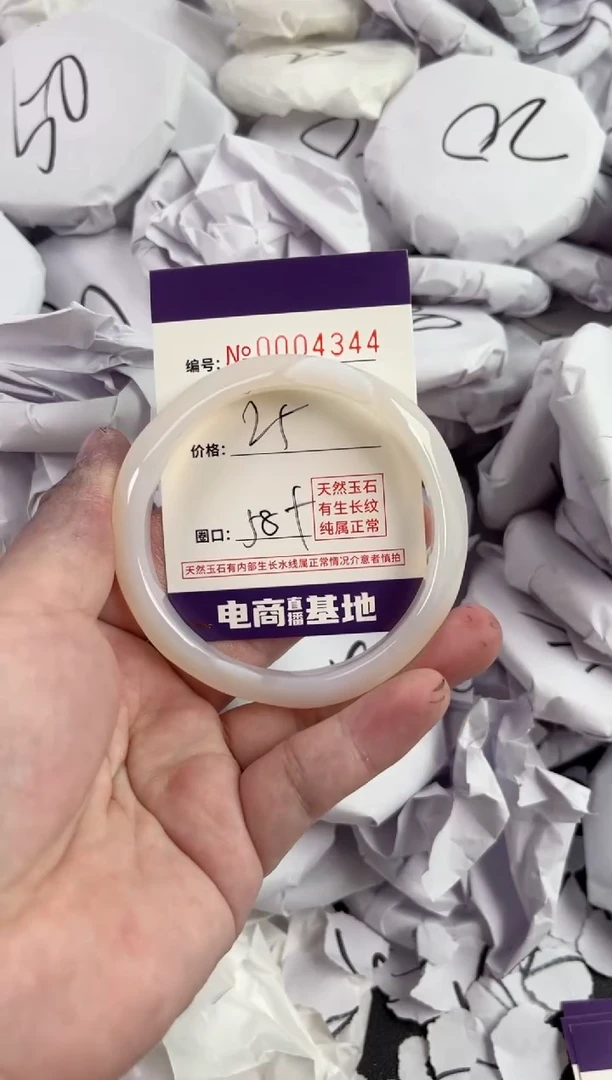 50
编号: №0004344
价格: 25
圈口: 58+
天然玉石
有生长纹
纯属正常
天然玉石有内部生长水线属正常情况介意者慎拍
电商直播基地